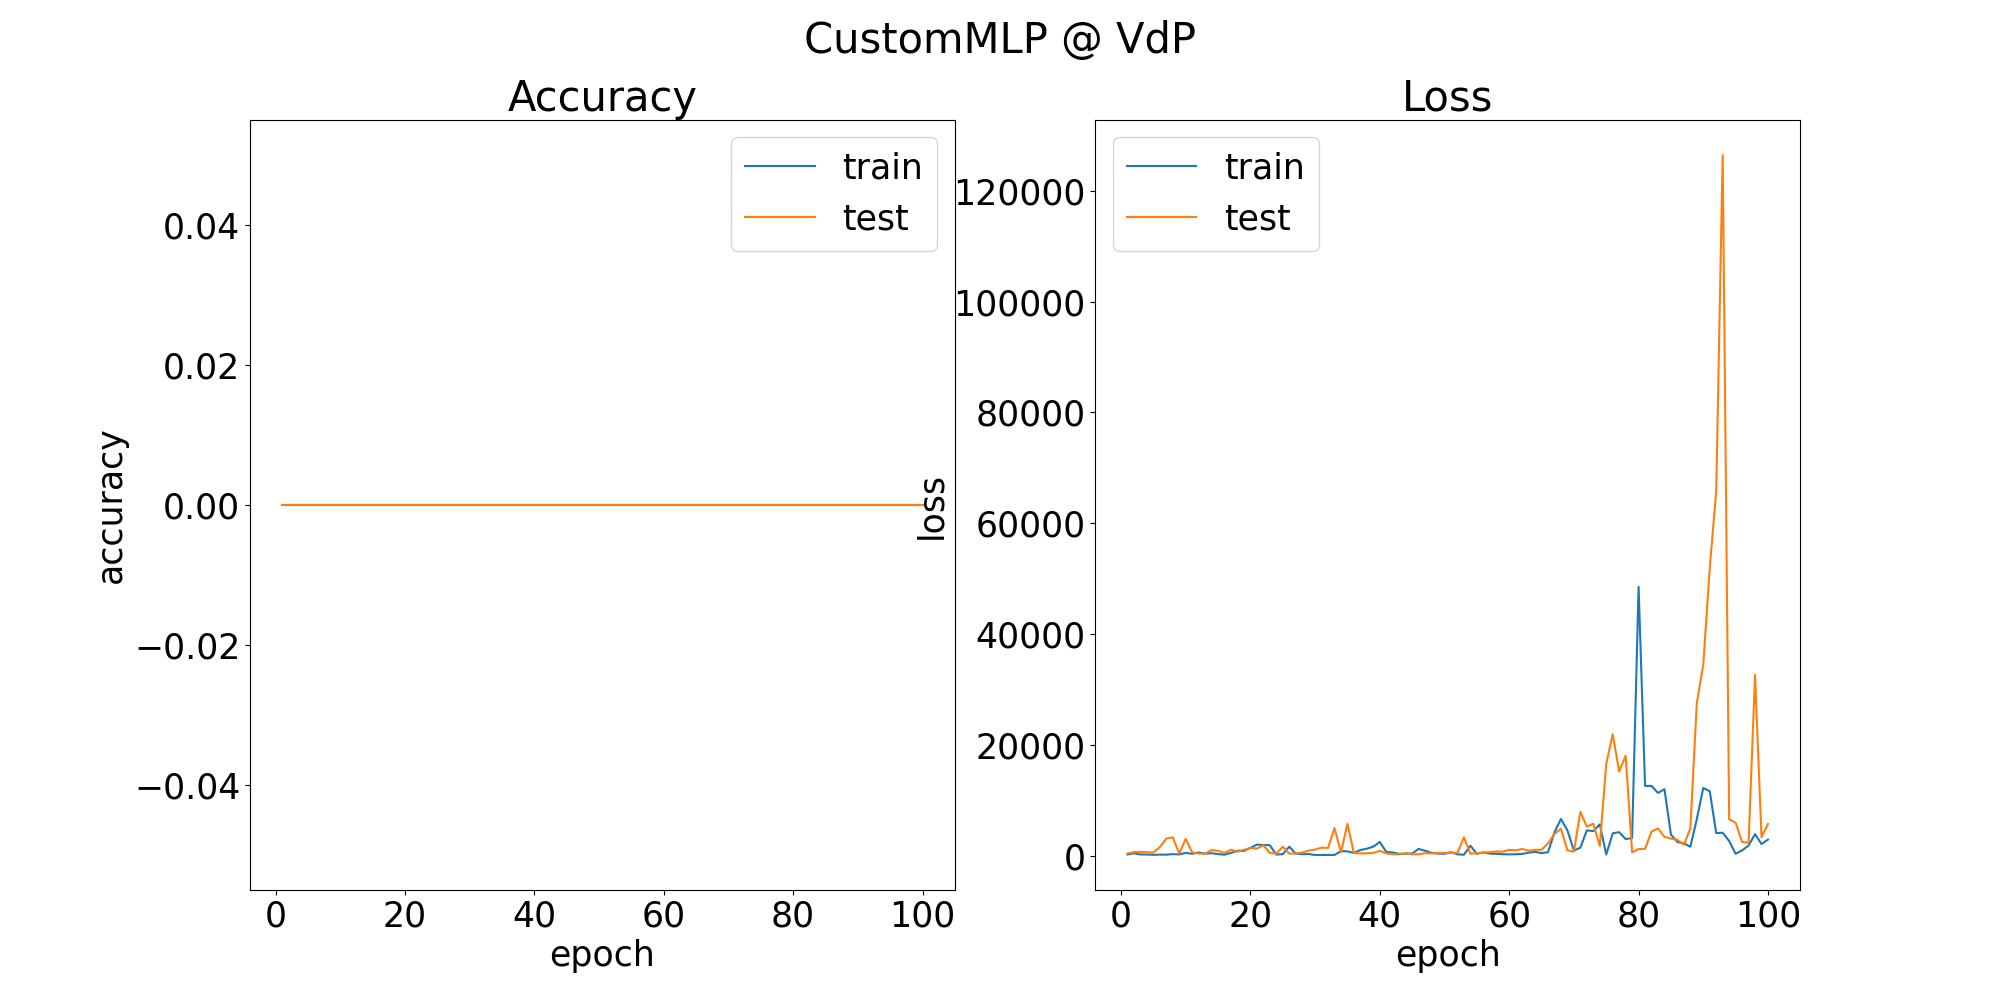 CustomMLP @ VdP
Accuracy
train
test
0.04
0.02
0.00
−0.02
−0.04
accuracy
0 20 40 60 80 100
epoch
Loss
train
test
120000
100000
80000
60000
40000
20000
0
loss
0 20 40 60 80 100
epoch